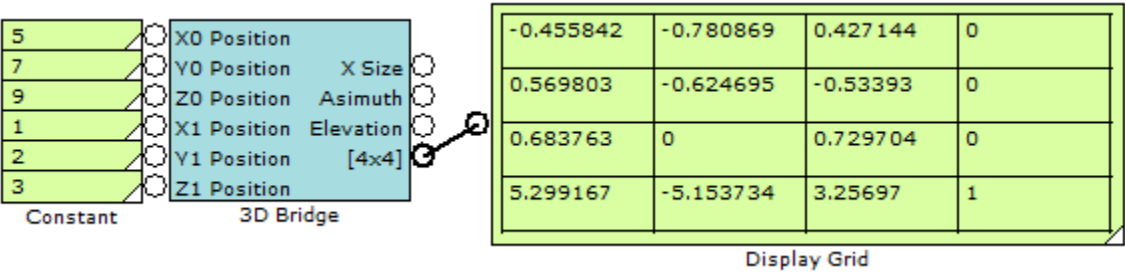 5
7
9
1
2
3
Constant
X0 Position
Y0 Position X Size
Z0 Position Asimuth
X1 Position Elevation
Y1 Position [4x4]
Z1 Position
3D Bridge
-0.455842 -0.780869 0.427144 0
0.569803 -0.624695 -0.53393 0
0.683763 0 0.729704 0
5.299167 -5.153734 3.25697 1
Display Grid